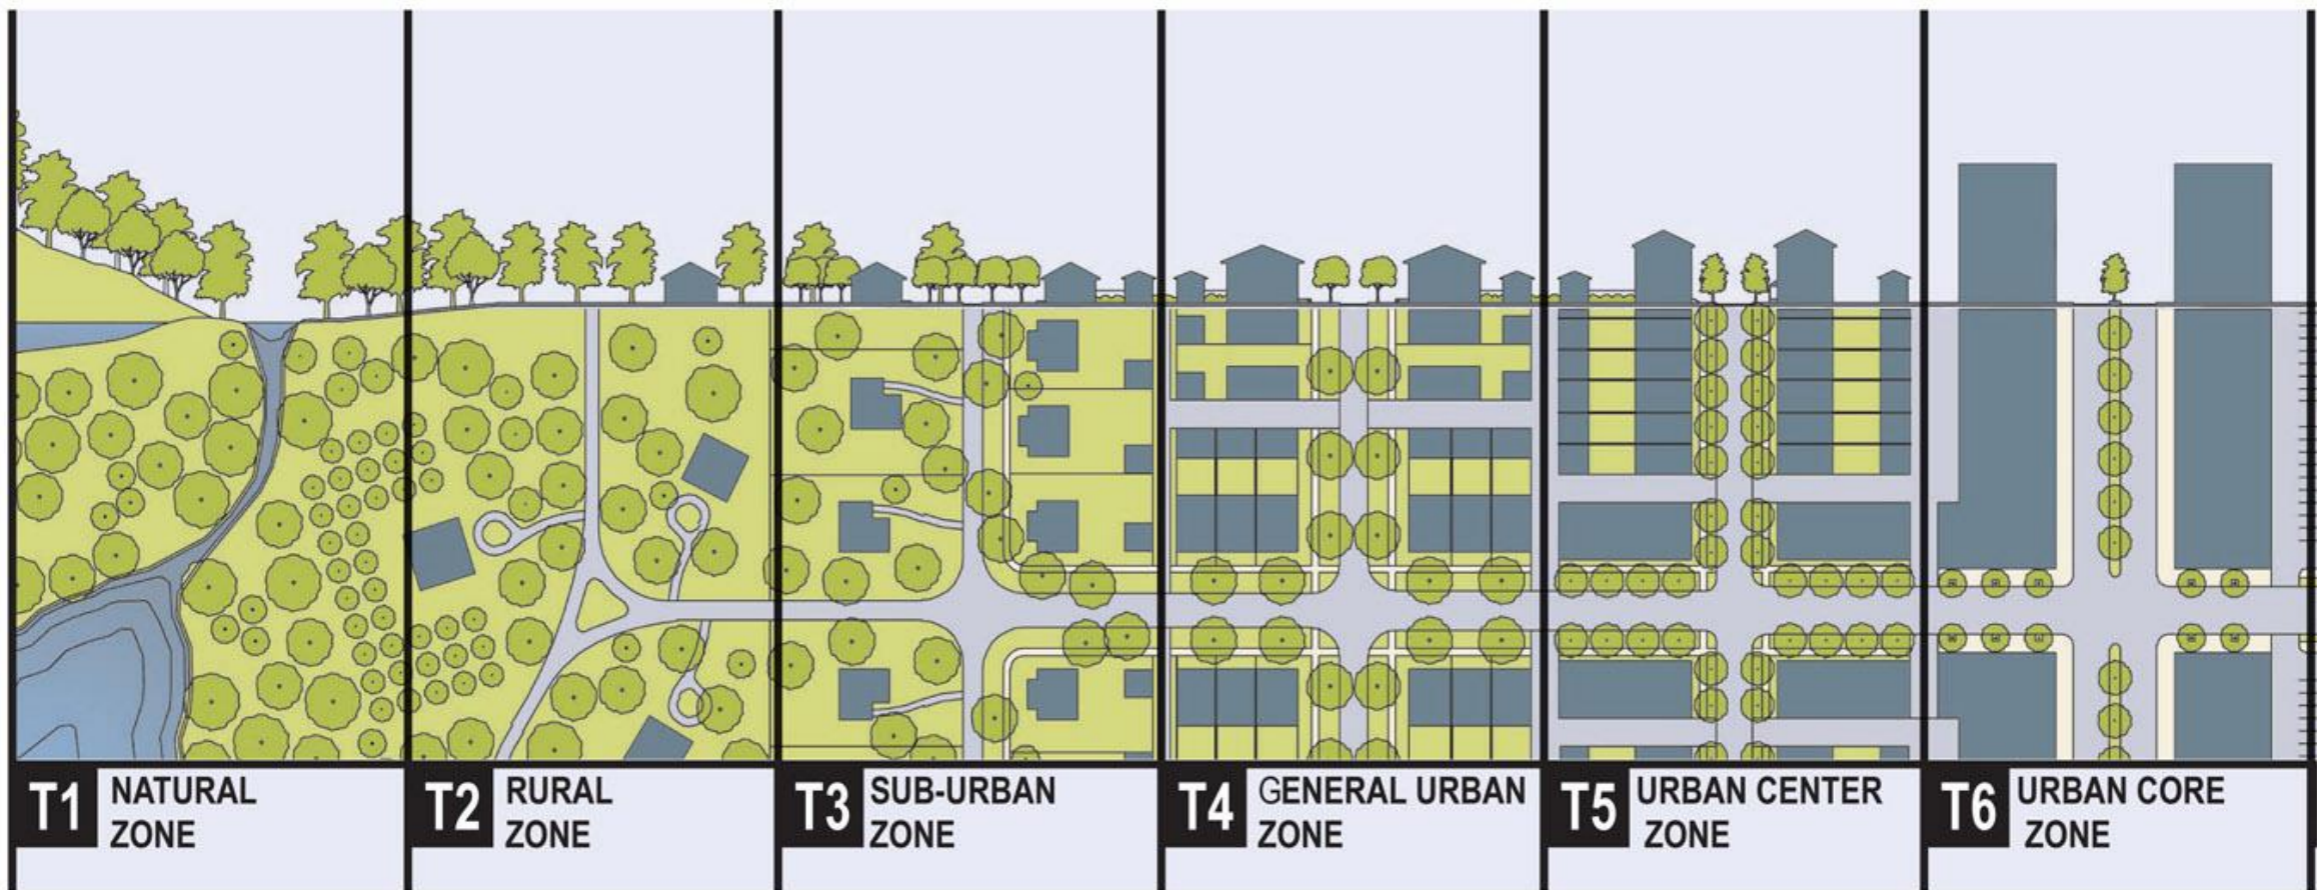 T1 NATURAL
ZONE
T2 RURAL
ZONE
T3 SUB-URBAN
ZONE
T4 GENERAL URBAN
ZONE
T5 URBAN CENTER
ZONE
T6 URBAN CORE
ZONE